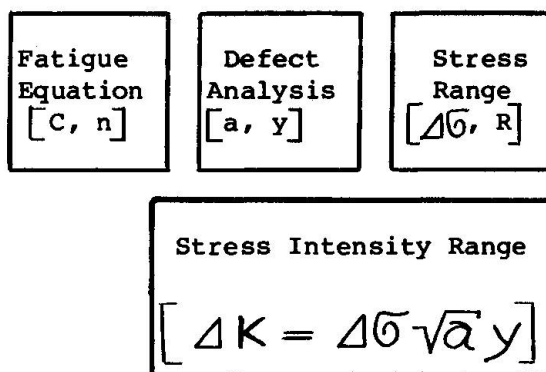 Fatigue
Equation
[C, n]
Defect
Analysis
[a, y]
Stress
Range
[Δσ, R]
Stress Intensity Range
[ΔK = Δσ √a y]